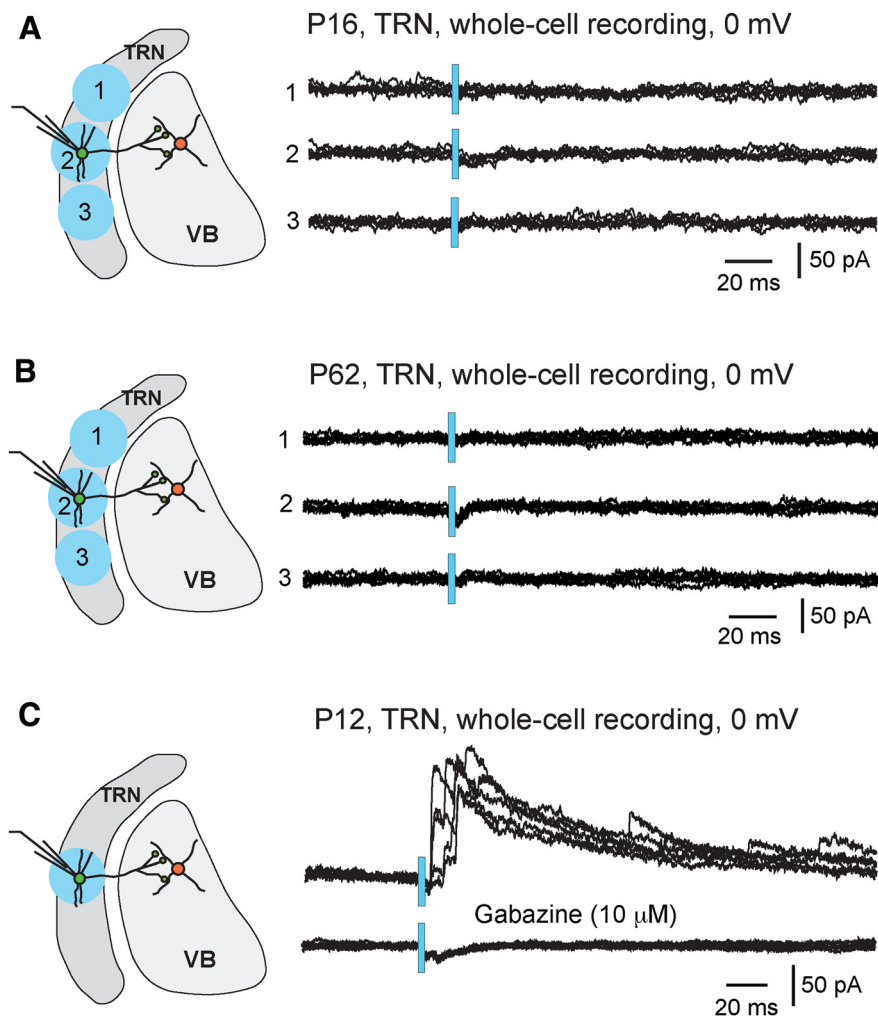 A
P16, TRN, whole-cell recording, 0 mV
TRN
1
2
3
VB
1
2
3
50 pA
20 ms
B
P62, TRN, whole-cell recording, 0 mV
TRN
1
2
3
VB
1
2
3
50 pA
20 ms
C
P12, TRN, whole-cell recording, 0 mV
TRN
VB
Gabazine (10 μM)
50 pA
20 ms